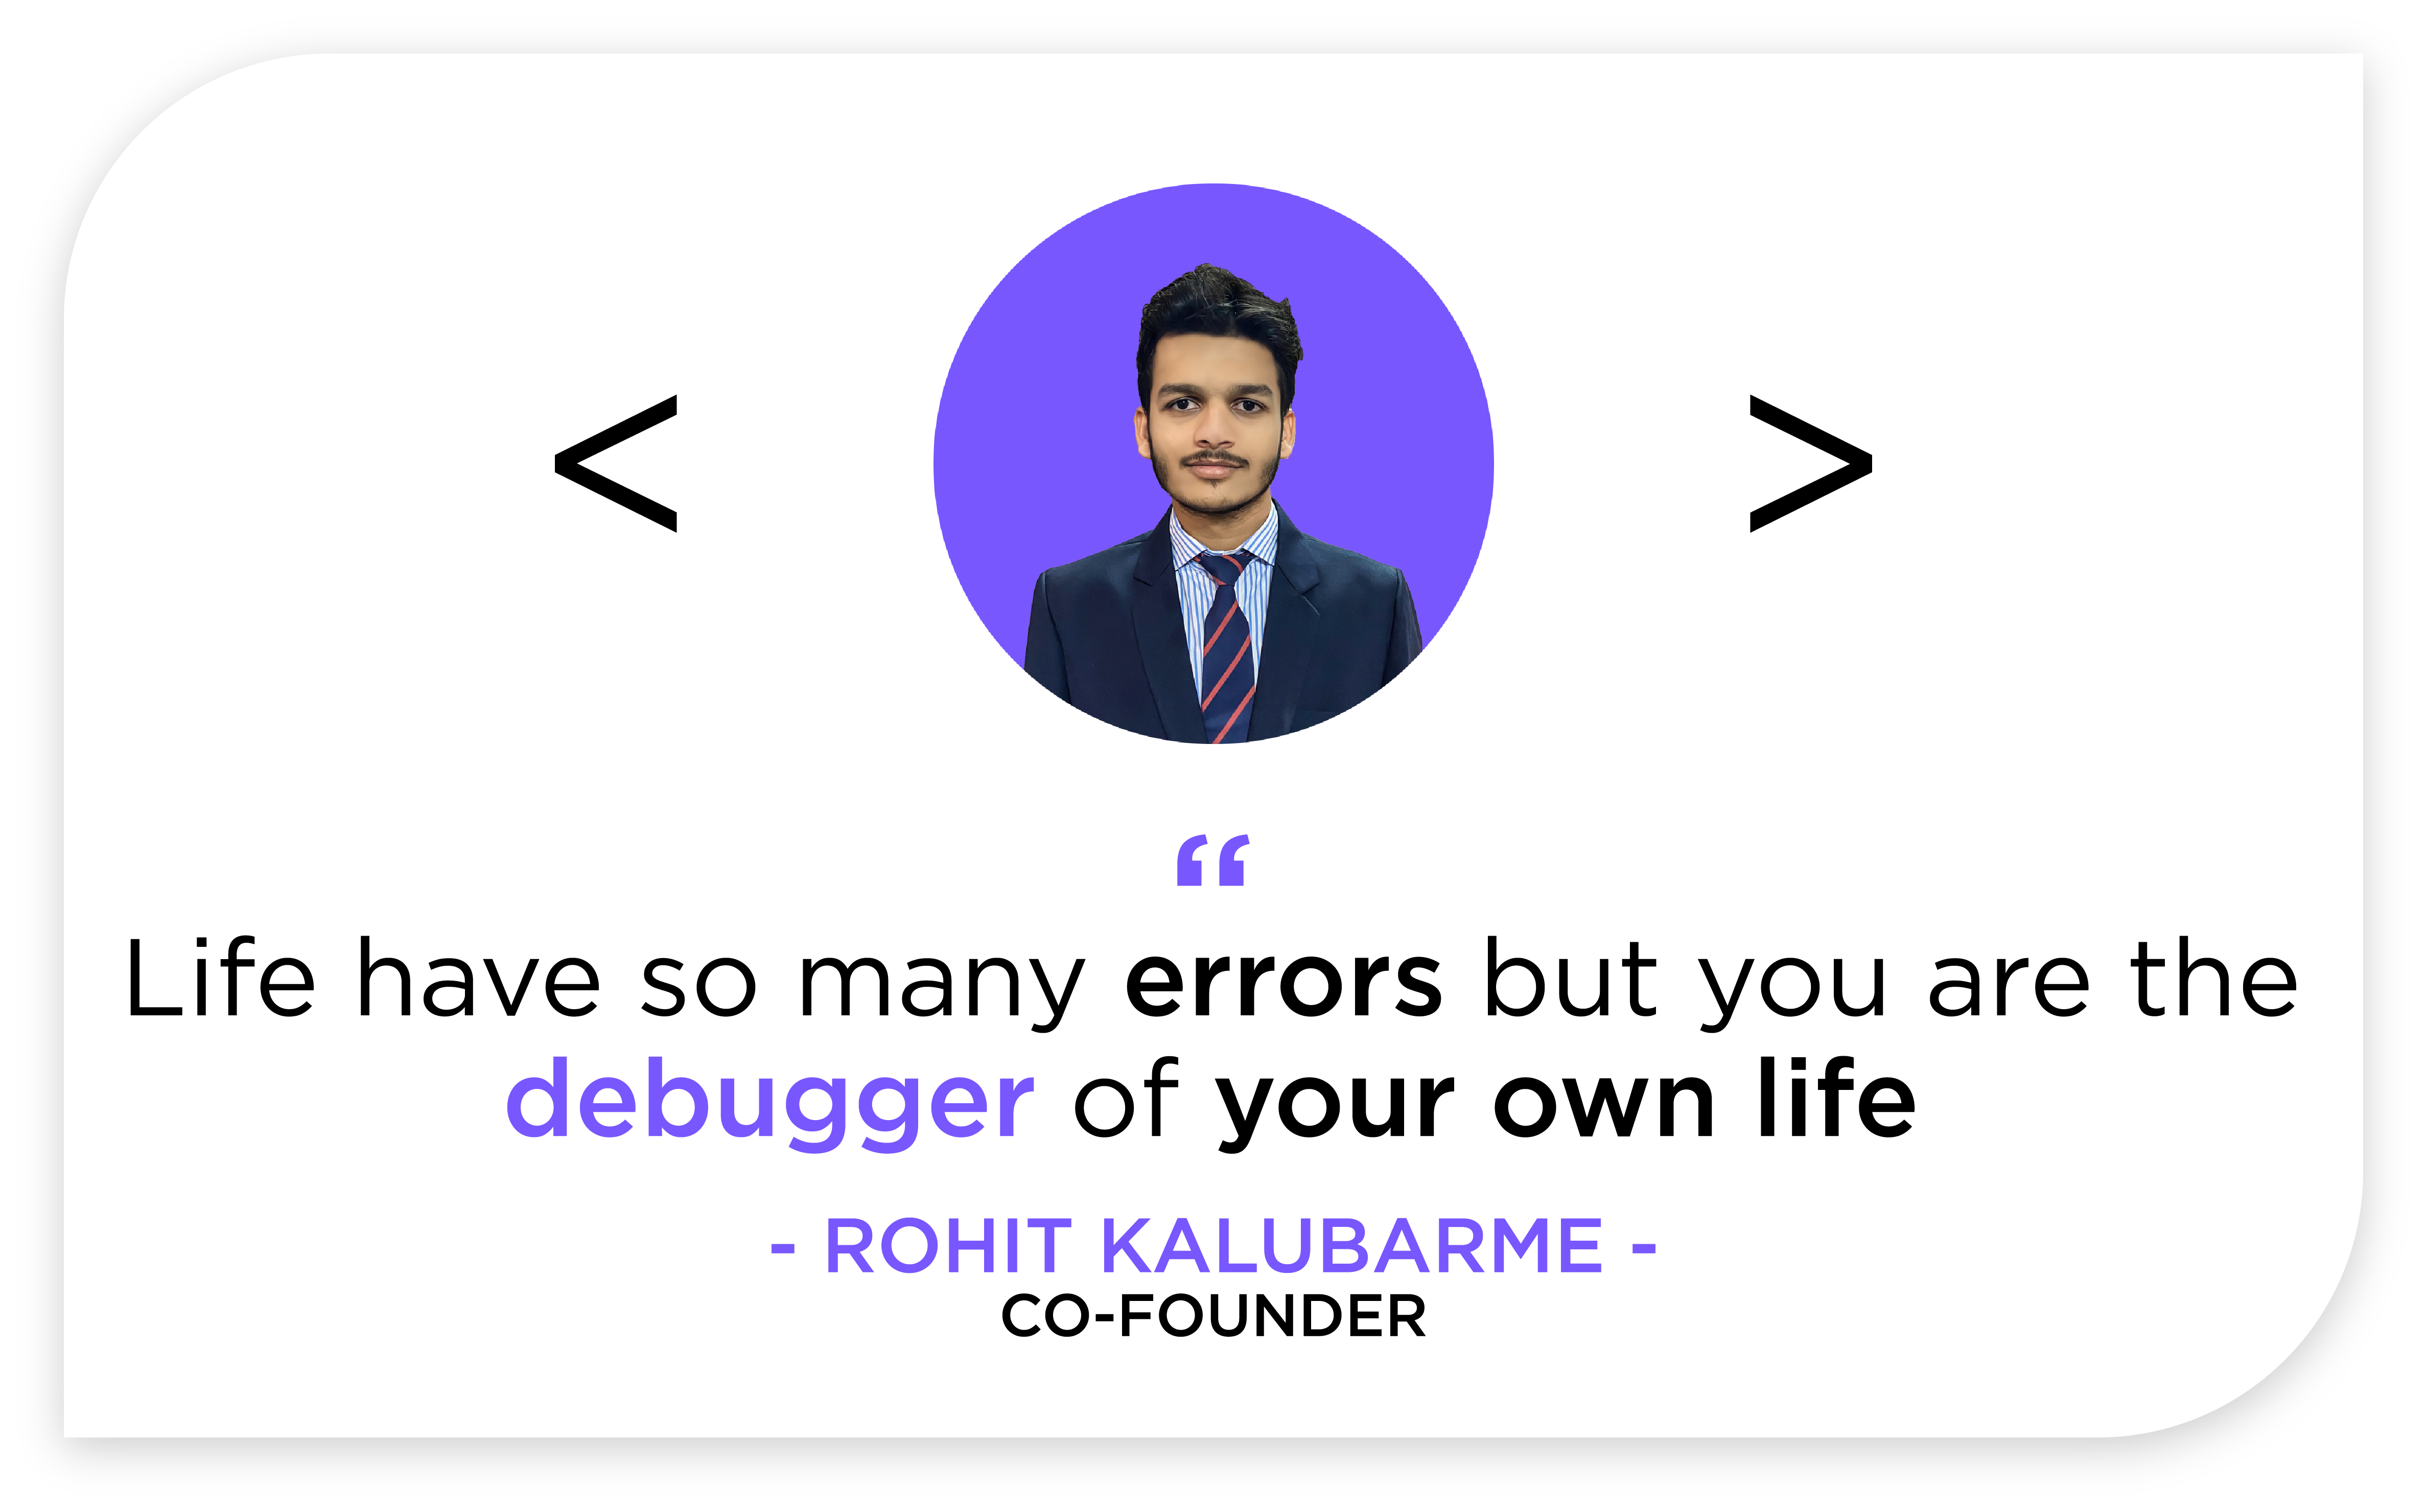 < >
“
Life have so many errors but you are the
debugger of your own life
- ROHIT KALUBARME -
CO-FOUNDER